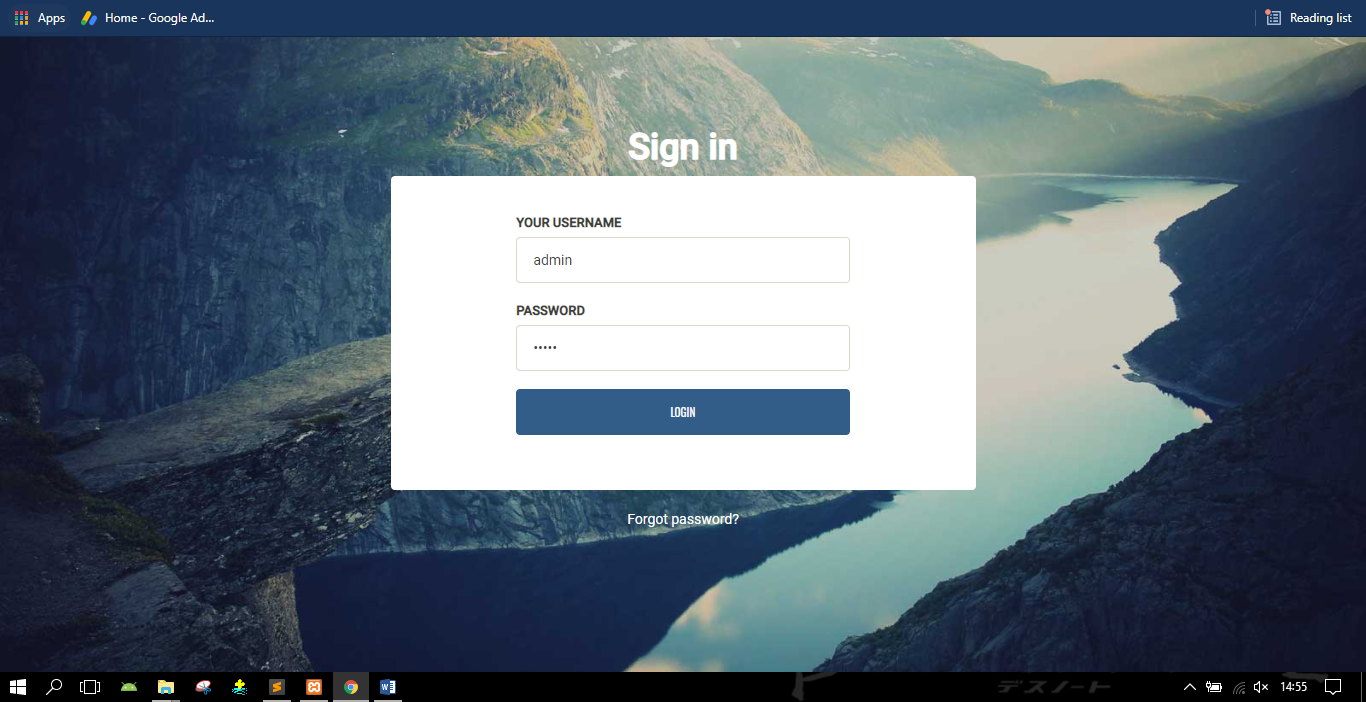 Apps
Home - Google Ad...
Reading list
Sign in
YOUR USERNAME
admin
PASSWORD
•••••
LOGIN
Forgot password?
デスノート
14:55